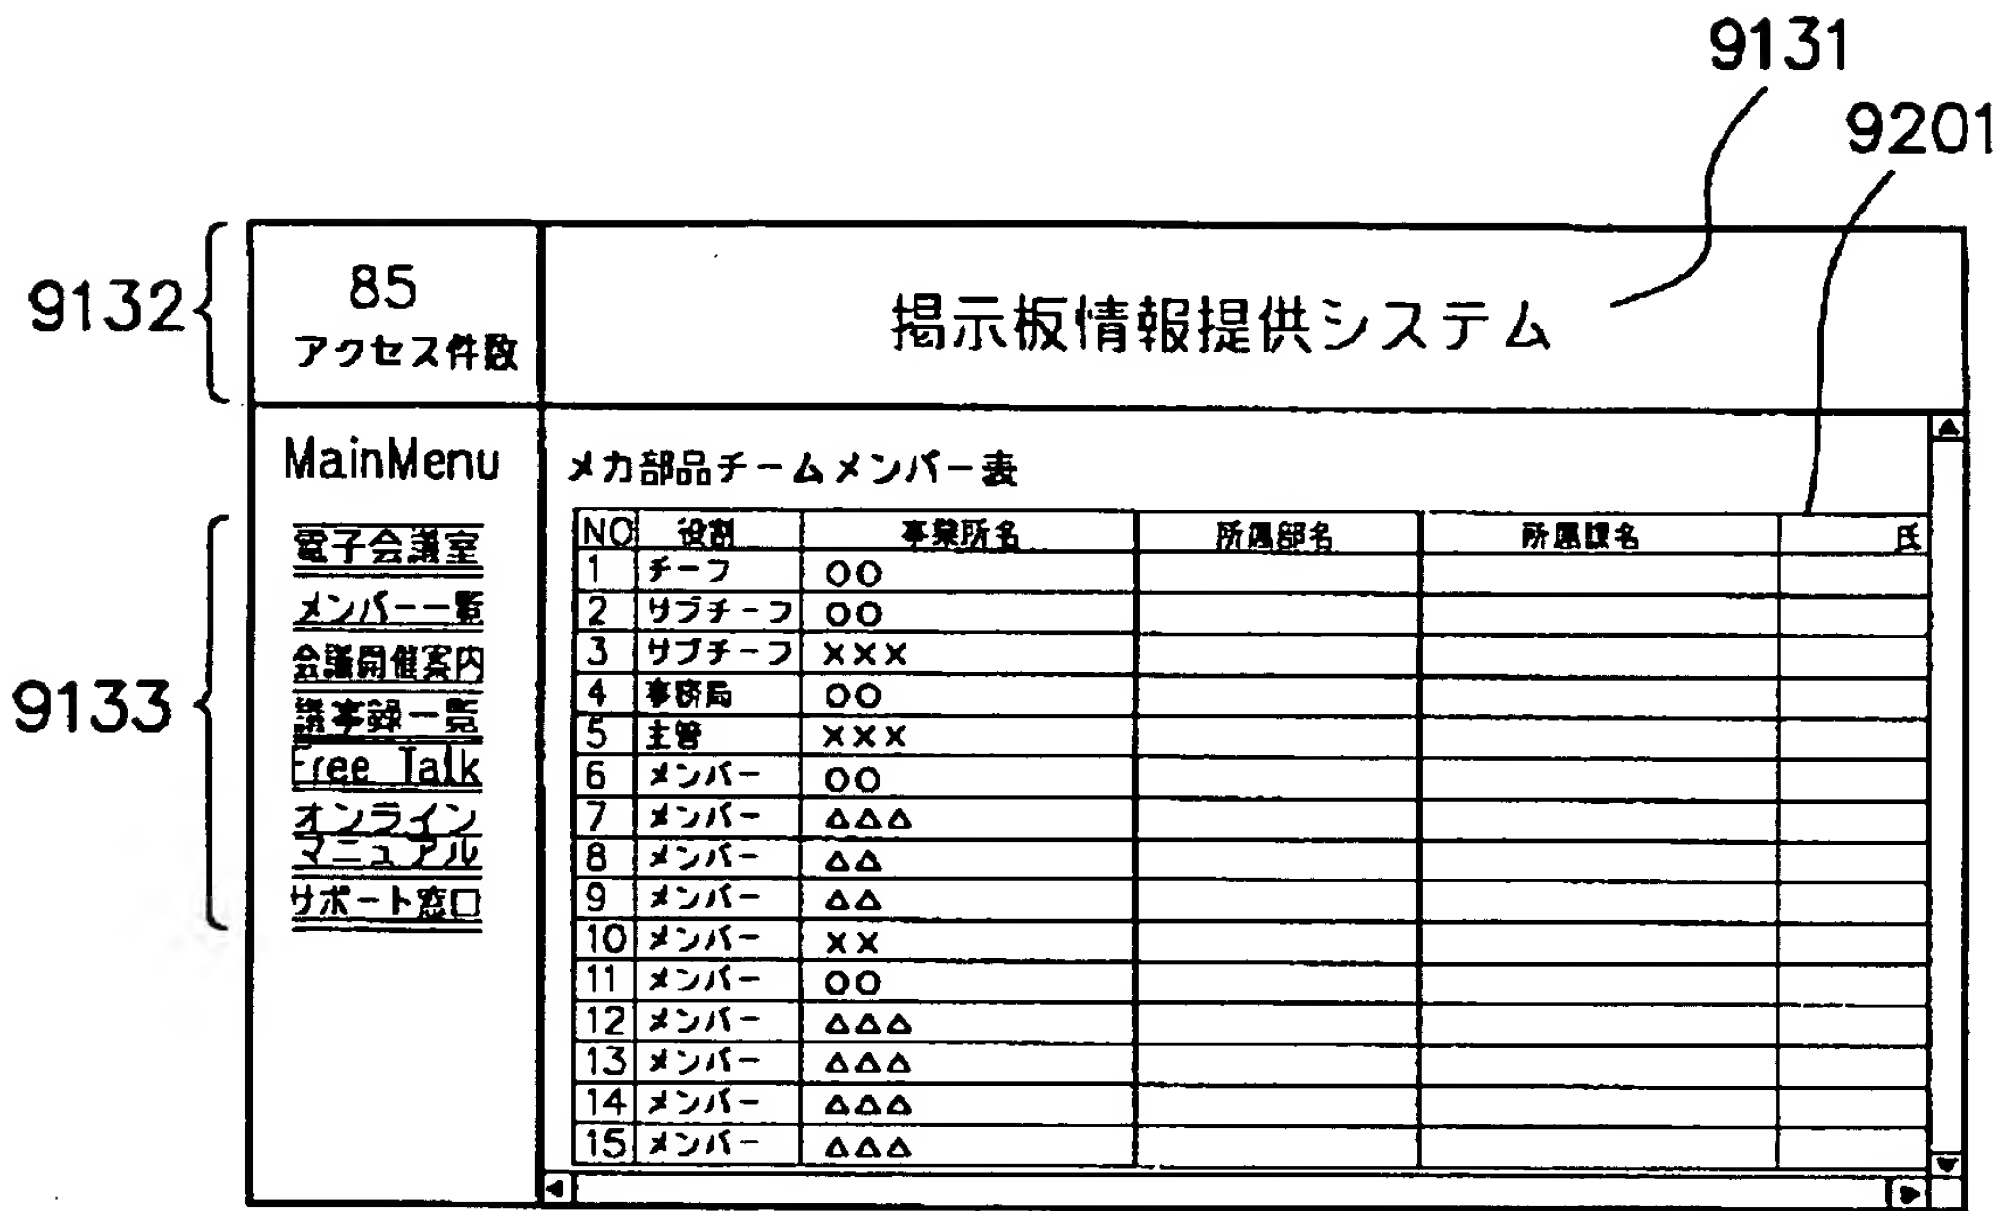 9131
9201
9132
85
アクセス件数
掲示板情報提供システム
MainMenu
メカ部品チームメンバー表
9133
電子会議室
メンバー一覧
会議開催案内
議事録一覧
Free Talk
オンライン
マニュアル
サポート窓口
NO 役割 事業所名 所属部名 所属課名 氏
1 チーフ ○○
2 サブチーフ ○○
3 サブチーフ ×××
4 事務局 ○○
5 主管 ×××
6 メンバー ○○
7 メンバー △△△
8 メンバー △△
9 メンバー △△
10 メンバー ××
11 メンバー ○○
12 メンバー △△△
13 メンバー △△△
14 メンバー △△△
15 メンバー △△△